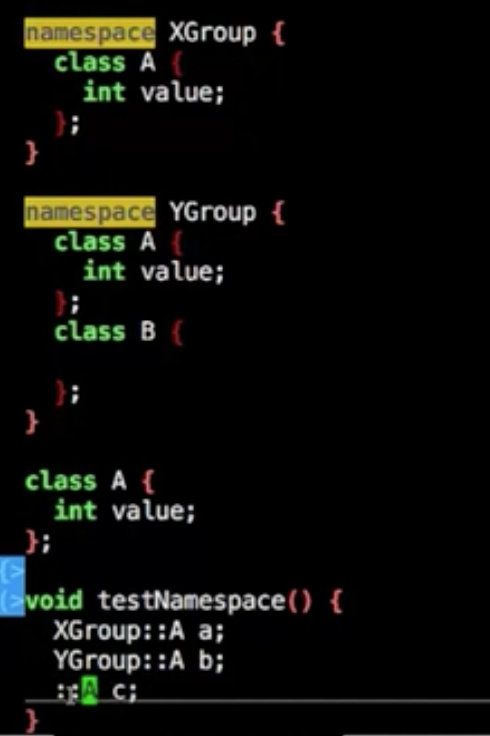 namespace XGroup {
  class A {
    int value;
  };
}

namespace YGroup {
  class A {
    int value;
  };
  class B {

  };
}

class A {
  int value;
};
{>
(>void testNamespace() {
  XGroup::A a;
  YGroup::A b;
  ::A c;
}